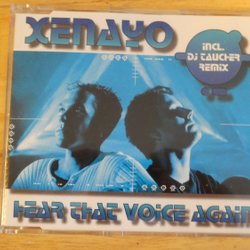 XENAYO
INCL.
DJ TAUCHER
REMIX
HEAR THAT VOICE AGAIN